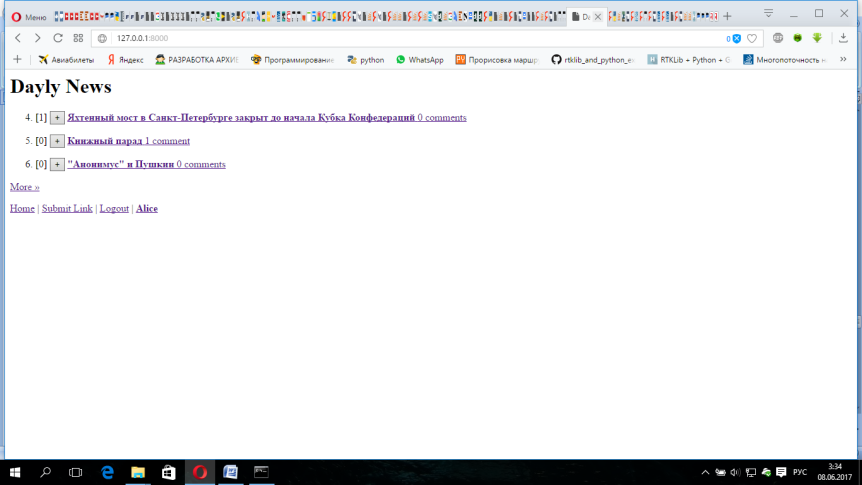 Меню
Da
127.0.0.1:8000
0
Авиабилеты
Яндекс
РАЗРАБОТКА АРХИ
Программирование
python
WhatsApp
Прорисовка маршр
rtklib_and_python_ex
RTKLib + Python + G
Многопоточность н
Dayly News
4. [1] + Яхтенный мост в Санкт-Петербурге закрыт до начала Кубка Конфедераций 0 comments
5. [0] + Книжный парад 1 comment
6. [0] + "Анонимус" и Пушкин 0 comments
More »
Home | Submit Link | Logout | Alice
РУС
3:34
08.06.2017